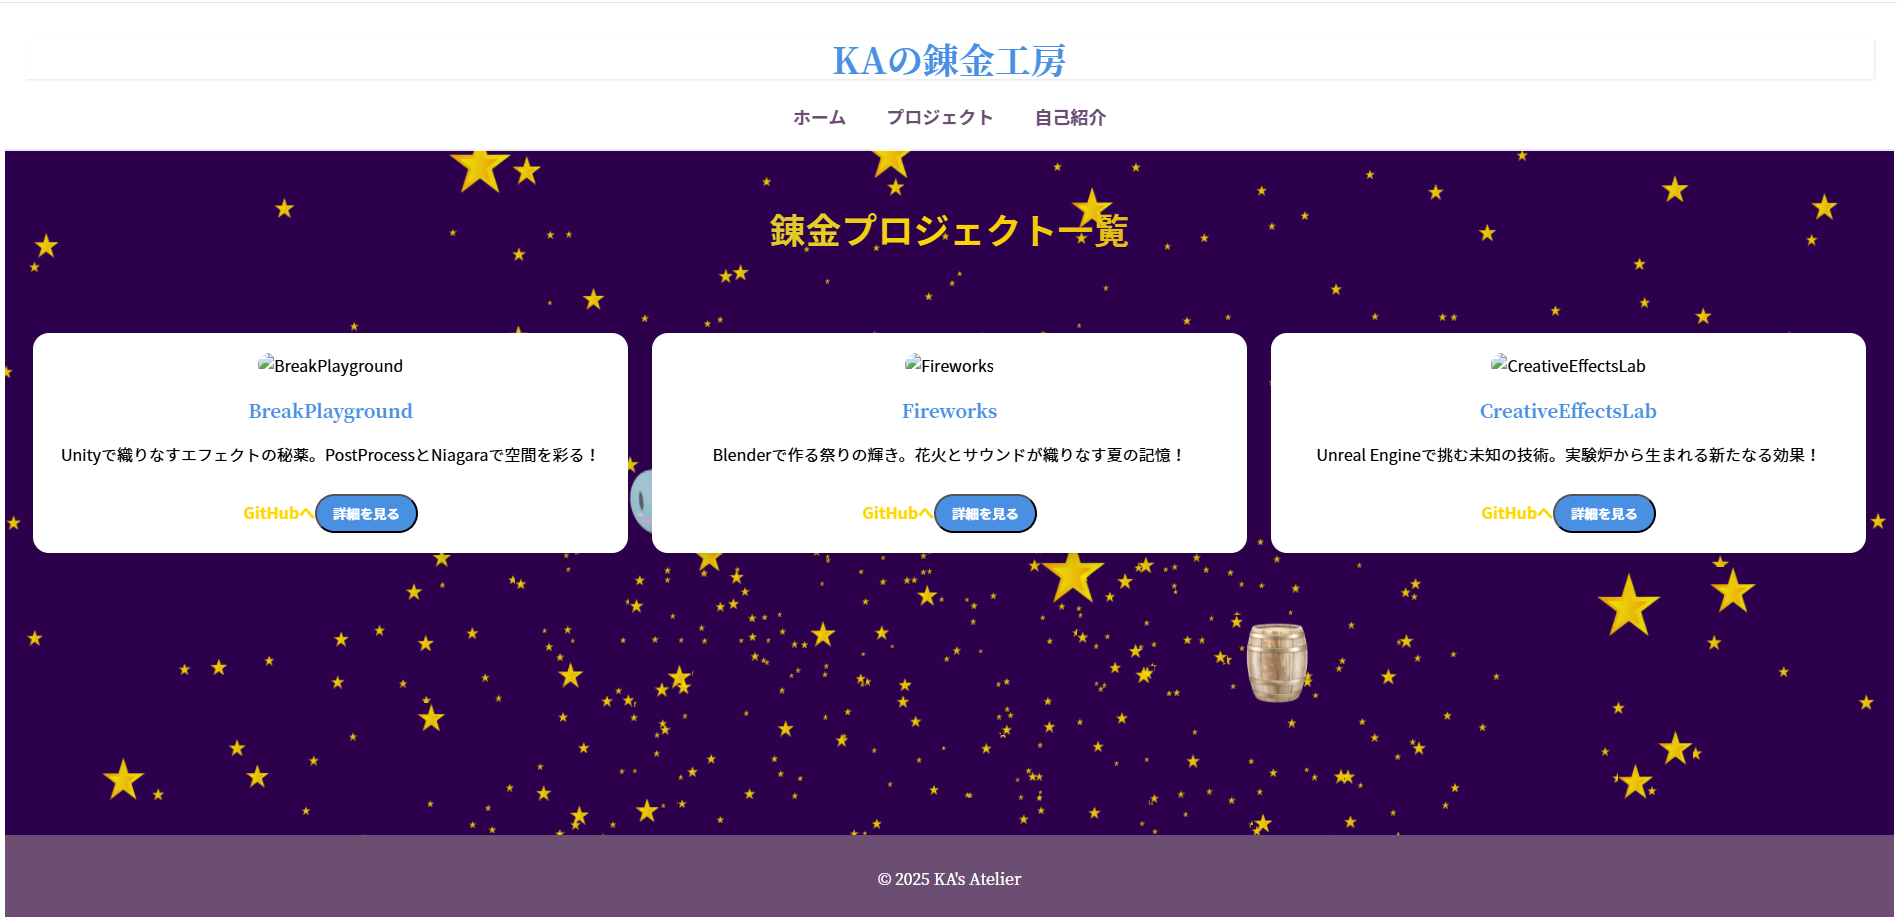 KAの錬金工房
ホーム プロジェクト 自己紹介
錬金プロジェクト一覧
BreakPlayground
BreakPlayground
Unityで織りなすエフェクトの秘薬。PostProcessとNiagaraで空間を彩る！
GitHubへ 詳細を見る
Fireworks
Fireworks
Blenderで作る祭りの輝き。花火とサウンドが織りなす夏の記憶！
GitHubへ 詳細を見る
CreativeEffectsLab
CreativeEffectsLab
Unreal Engineで挑む未知の技術。実験炉から生まれる新たなる効果！
GitHubへ 詳細を見る
© 2025 KA's Atelier